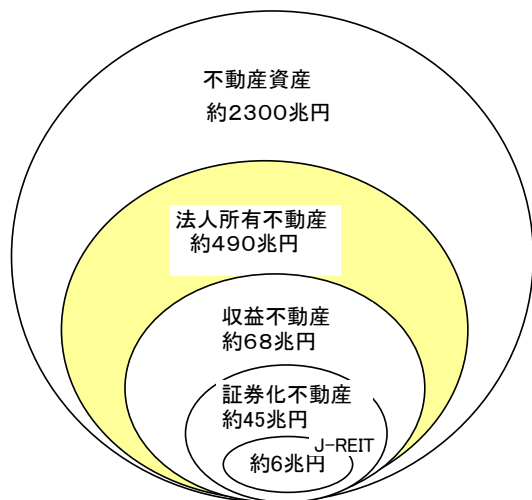 不動産資産
約2300兆円
法人所有不動産
約490兆円
収益不動産
約68兆円
証券化不動産
約45兆円
J-REIT
約6兆円